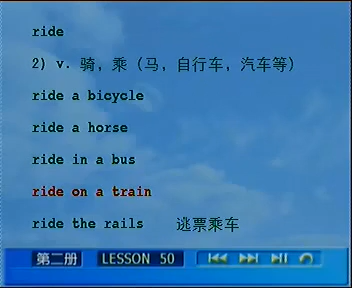 ride
2) v. 骑，乘（马，自行车，汽车等）
ride a bicycle
ride a horse
ride in a bus
ride on a train
ride the rails 逃票乘车
第二册 LESSON 50